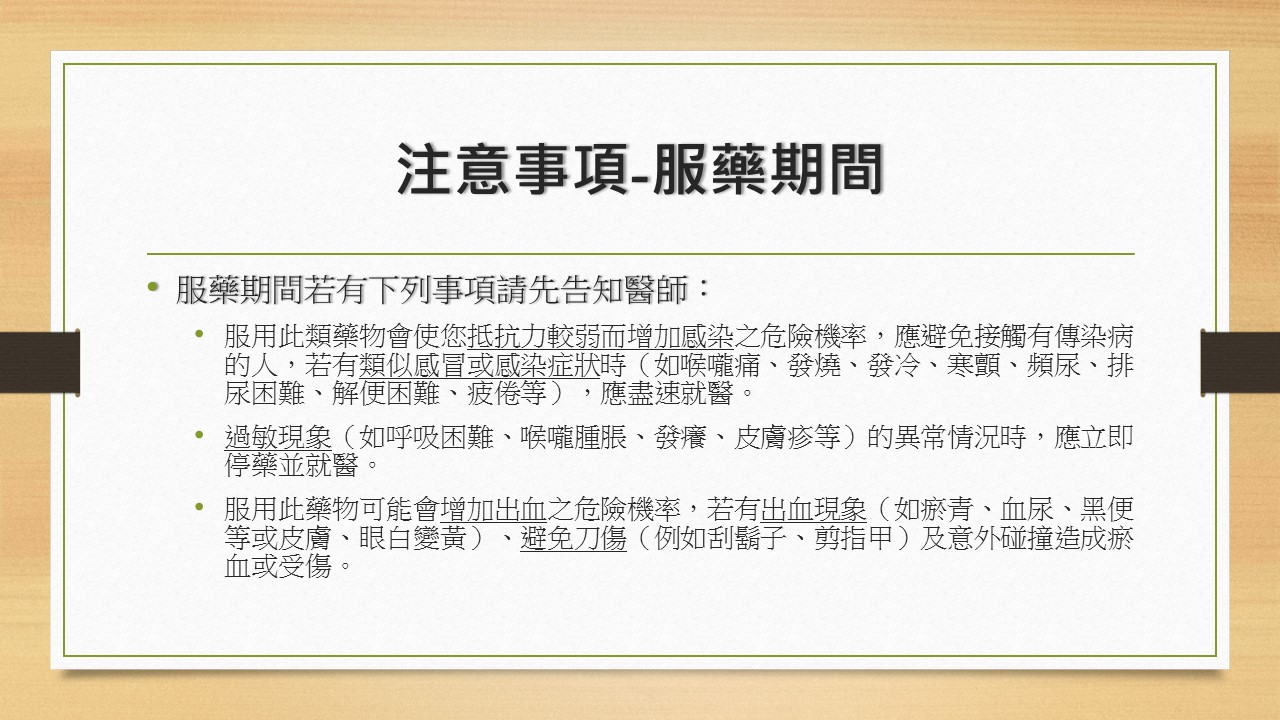 注意事項-服藥期間
• 服藥期間若有下列事項請先告知醫師：
• 服用此類藥物會使您抵抗力較弱而增加感染之危險機率，應避免接觸有傳染病
的人，若有類似感冒或感染症狀時（如喉嚨痛、發燒、發冷、寒顫、頻尿、排
尿困難、解便困難、疲倦等），應盡速就醫。
• 過敏現象（如呼吸困難、喉嚨腫脹、發癢、皮膚疹等）的異常情況時，應立即
停藥並就醫。
• 服用此藥物可能會增加出血之危險機率，若有出血現象（如瘀青、血尿、黑便
等或皮膚、眼白變黃）、避免刀傷（例如刮鬍子、剪指甲）及意外碰撞造成瘀
血或受傷。